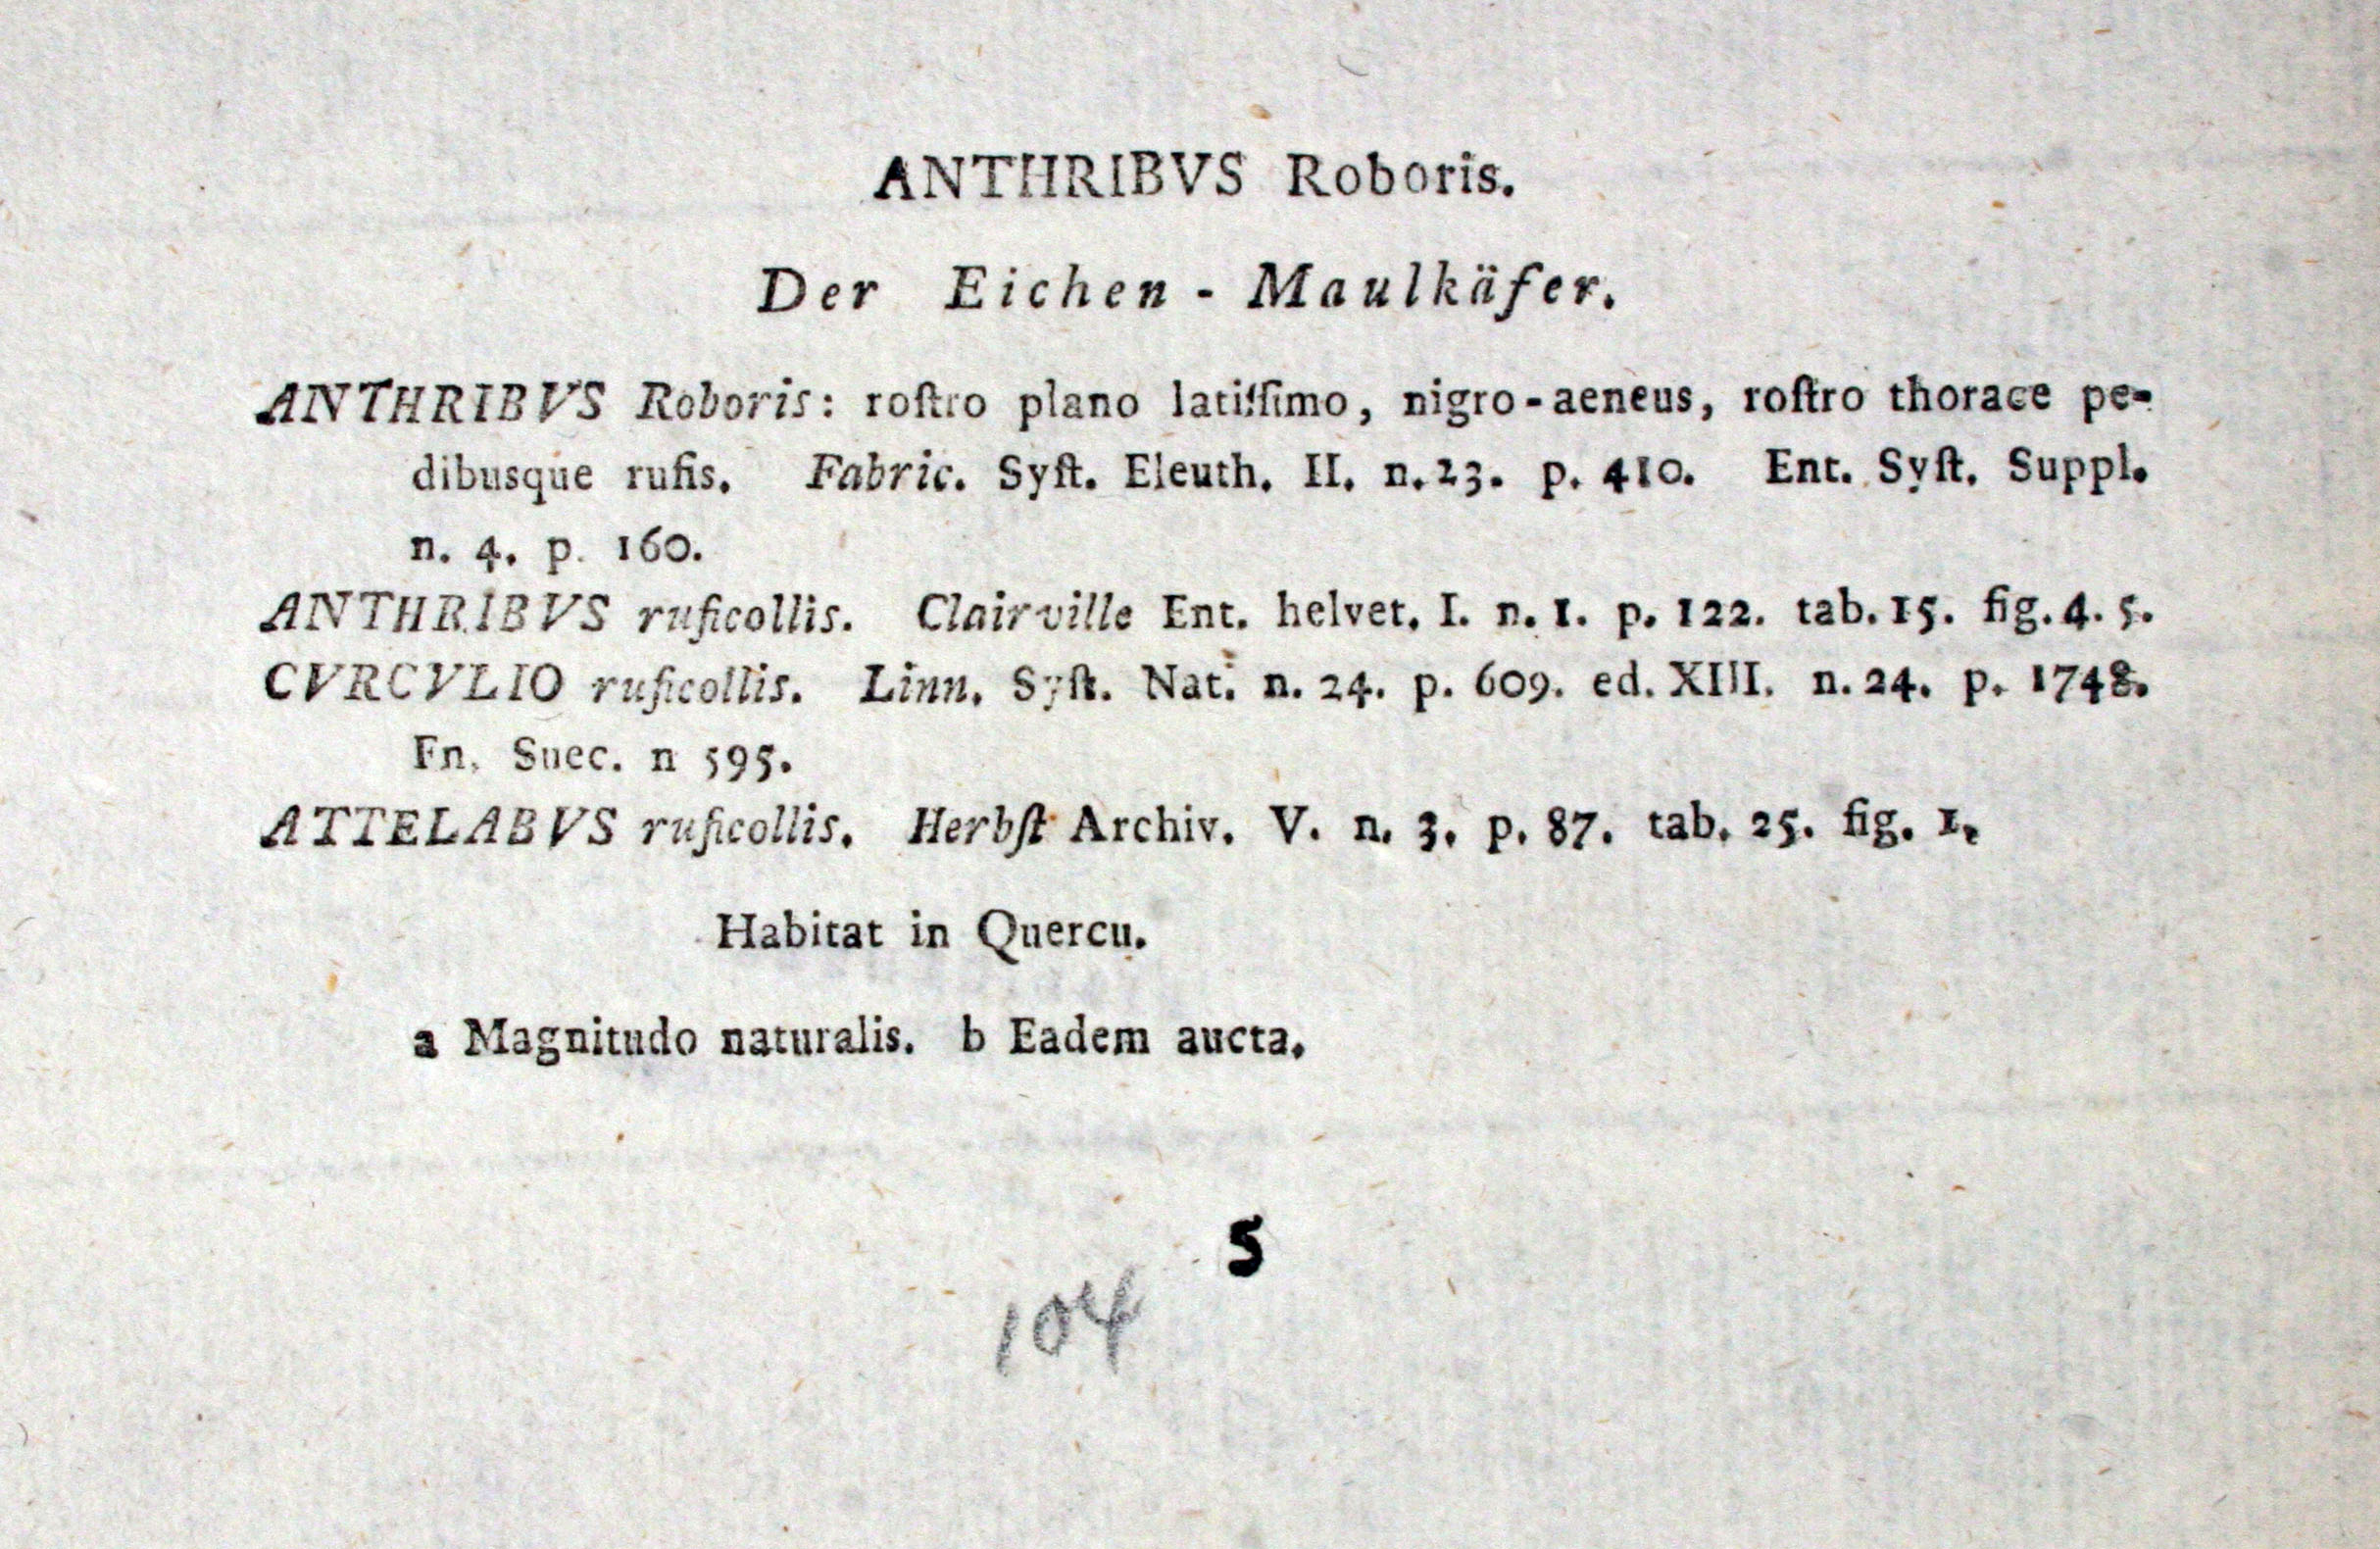 ANTHRIBVS Roboris.
Der Eichen - Maulkäfer.
ANTHRIBVS Roboris: roſtro plano latiſſimo, nigro-aeneus, roſtro thorace pe-
dibusque rufis. Fabric. Syſt. Eleuth. II. n. 23. p. 410. Ent. Syſt. Suppl.
n. 4. p. 160.
ANTHRIBVS ruficollis. Clairville Ent. helvet. I. n. 1. p. 122. tab. 15. fig. 4. 5.
CVRCVLIO ruficollis. Linn. Syſt. Nat. n. 24. p. 609. ed. XIII. n. 24. p. 1748.
Fn. Suec. n 595.
ATTELABVS ruficollis. Herbſt Archiv. V. n. 3. p. 87. tab. 25. fig. 1.
Habitat in Quercu.
a Magnitudo naturalis. b Eadem aucta.
5
104